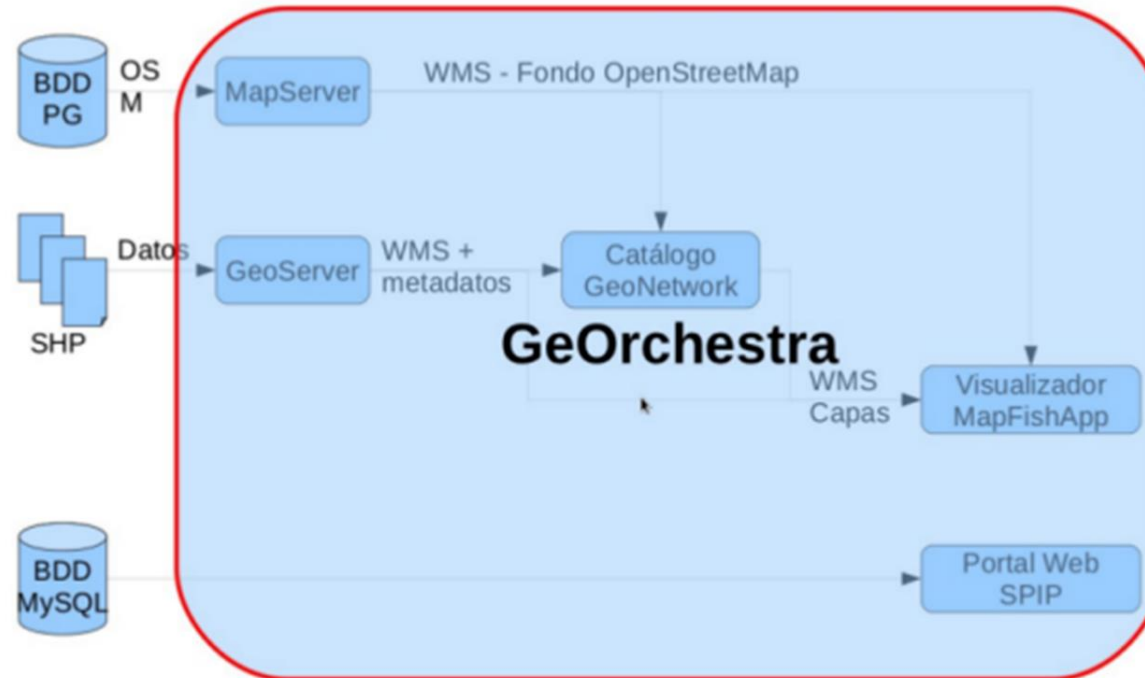 BDD
PG
OS
M
MapServer
WMS - Fondo OpenStreetMap
SHP
Datos
GeoServer
WMS +
metadatos
Catálogo
GeoNetwork
GeOrchestra
WMS
Capas
Visualizador
MapFishApp
BDD
MySQL
Portal Web
SPIP